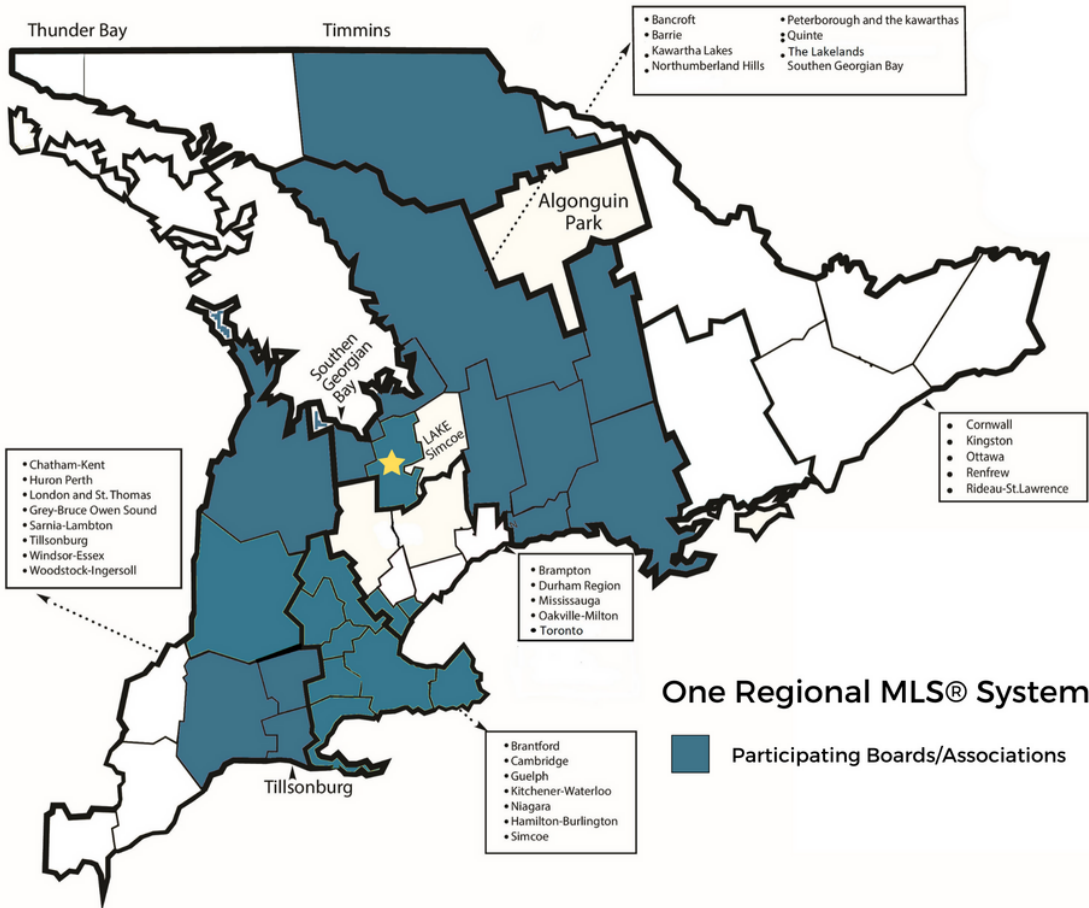 Thunder Bay
Timmins
• Bancroft
• Barrie
• Kawartha Lakes
• Northumberland Hills
• Peterborough and the kawarthas
• Quinte
• The Lakelands
Southen Georgian Bay
Algonguin
Park
Southen
Georgian
Bay
LAKE
Simcoe
• Chatham-Kent
• Huron Perth
• London and St. Thomas
• Grey-Bruce Owen Sound
• Sarnia-Lambton
• Tillsonburg
• Windsor-Essex
• Woodstock-Ingersoll
• Cornwall
• Kingston
• Ottawa
• Renfrew
• Rideau-St.Lawrence
• Brampton
• Durham Region
• Mississauga
• Oakville-Milton
• Toronto
One Regional MLS® System
Participating Boards/Associations
• Brantford
• Cambridge
• Guelph
• Kitchener-Waterloo
• Niagara
• Hamilton-Burlington
• Simcoe
Tillsonburg